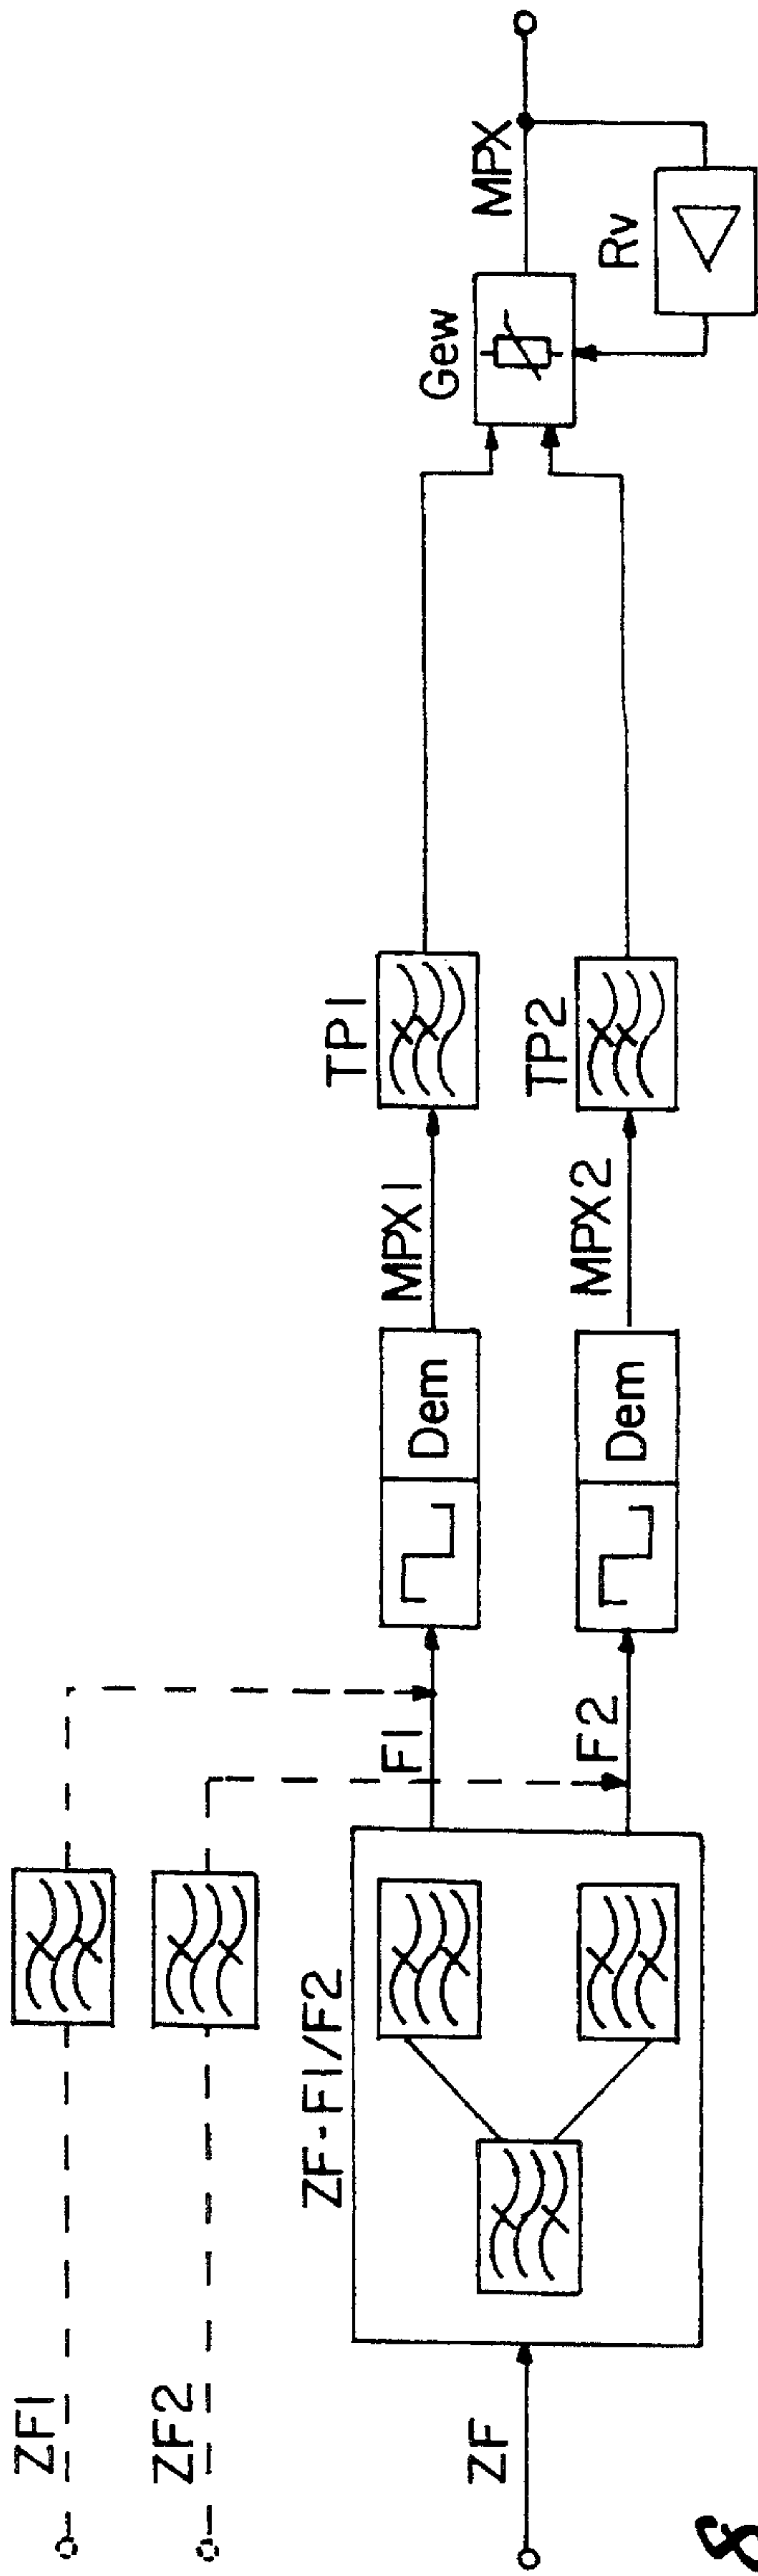 ZF1
ZF2
ZF
ZF-F1/F2
F1
F2
Dem
Dem
MPX1
MPX2
TP1
TP2
Gew
MPX
Rv
8